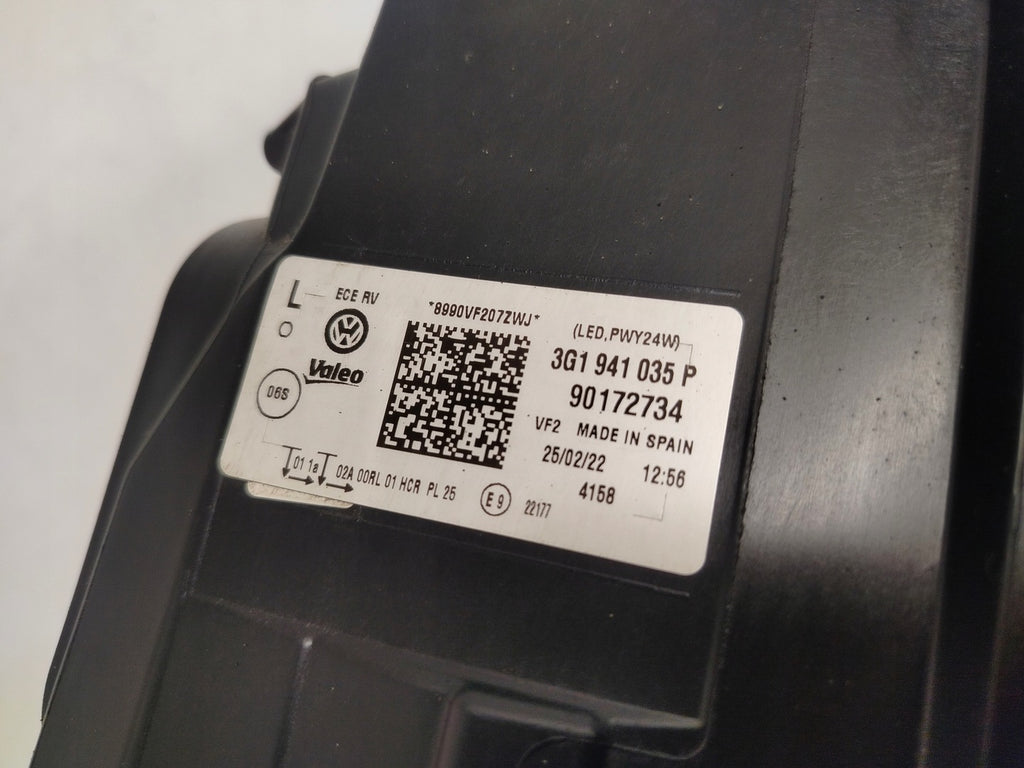 L ECE RV
*8990VF207ZWJ*
(LED,PWY24W)
O
VW
Valeo
3G1 941 035 P
90172734
06S
VF2 MADE IN SPAIN
25/02/22 12:56
4158
01 1a 02A 00RL 01 HCR PL 25
E9 22177